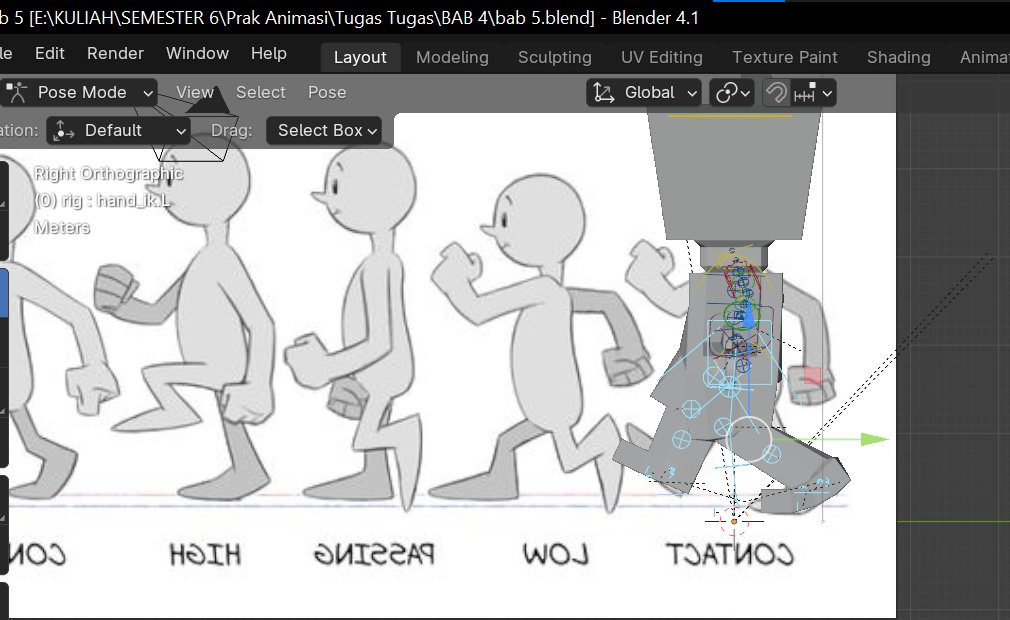 b 5 [E:\KULIAH\SEMESTER 6\Prak Animasi\Tugas Tugas\BAB 4\bab 5.blend] - Blender 4.1
le Edit Render Window Help Layout Modeling Sculpting UV Editing Texture Paint Shading Animat
Pose Mode View Select Pose Global
ation: Default Drag: Select Box
Right Orthographic
(0) rig : hand_ik.L
Meters
CON HIGH PASSING LOW CONTACT